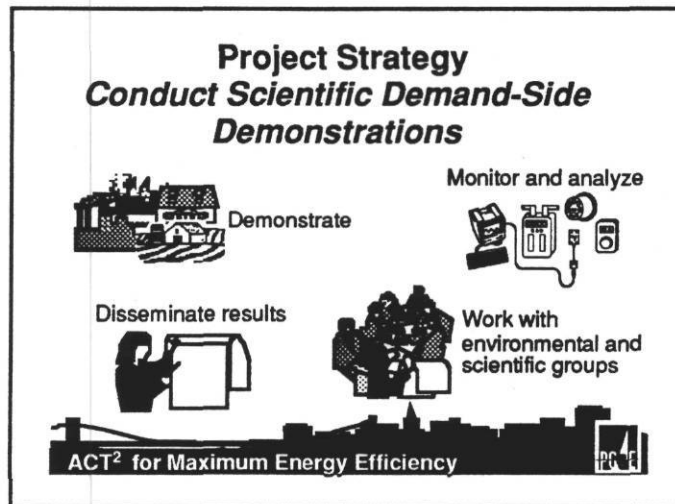 Project Strategy
Conduct Scientific Demand-Side
Demonstrations
Demonstrate
Monitor and analyze
Disseminate results
Work with
environmental and
scientific groups
ACT² for Maximum Energy Efficiency
PG&E